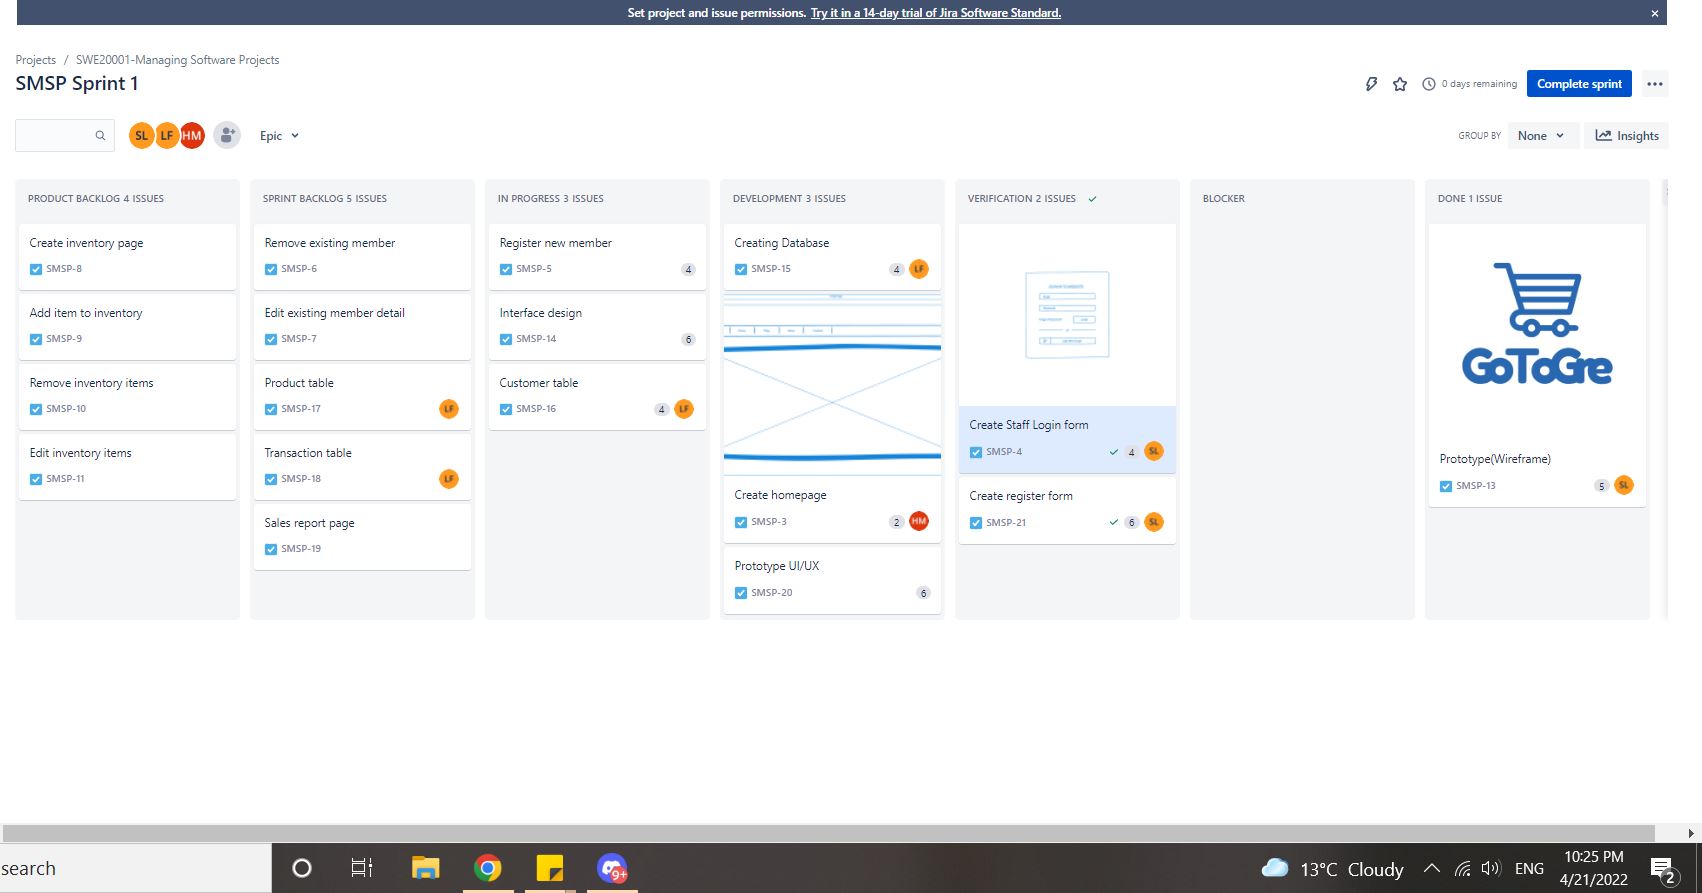 Set project and issue permissions. Try it in a 14-day trial of Jira Software Standard.
Projects / SWE20001-Managing Software Projects
SMSP Sprint 1
0 days remaining
Complete sprint
SL LF HM
Epic
GROUP BY None
Insights
PRODUCT BACKLOG 4 ISSUES
Create inventory page
SMSP-8
Add item to inventory
SMSP-9
Remove inventory items
SMSP-10
Edit inventory items
SMSP-11
SPRINT BACKLOG 5 ISSUES
Remove existing member
SMSP-6
Edit existing member detail
SMSP-7
Product table
SMSP-17 LF
Transaction table
SMSP-18 LF
Sales report page
SMSP-19
IN PROGRESS 3 ISSUES
Register new member
SMSP-5 4
Interface design
SMSP-14 6
Customer table
SMSP-16 4 LF
DEVELOPMENT 3 ISSUES
Creating Database
SMSP-15 4 LF
Create homepage
SMSP-3 2 HM
Prototype UI/UX
SMSP-20 6
VERIFICATION 2 ISSUES
Create Staff Login form
SMSP-4 4 SL
Create register form
SMSP-21 6 SL
BLOCKER
DONE 1 ISSUE
GoToGre
Prototype(Wireframe)
SMSP-13 5 SL
search
9+
13°C Cloudy
ENG
10:25 PM
4/21/2022
2